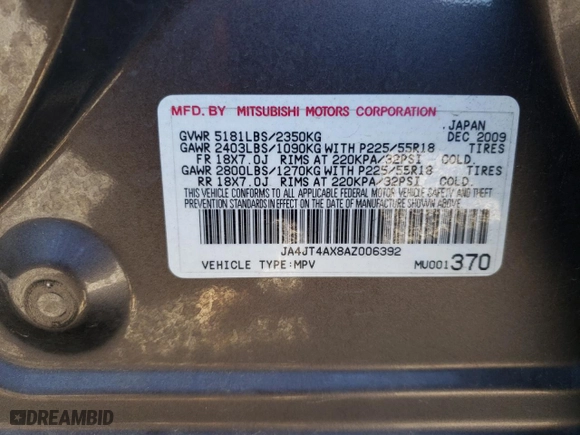 MFD. BY MITSUBISHI MOTORS CORPORATION
JAPAN
GVWR 5181LBS/2350KG DEC 2009
GAWR 2403LBS/1090KG WITH P225/55R18 TIRES
FR 18X7.0J RIMS AT 220KPA/32PSI COLD.
GAWR 2800LBS/1270KG WITH P225/55R18 TIRES
RR 18X7.0J RIMS AT 220KPA/32PSI COLD.
THIS VEHICLE CONFORMS TO ALL APPLICABLE FEDERAL MOTOR VEHICLE SAFETY AND THEFT
PREVENTION STANDARDS IN EFFECT ON THE DATE OF MANUFACTURE SHOWN ABOVE.
JA4JT4AX8AZ006392
VEHICLE TYPE:MPV MU001370
DREAMBID